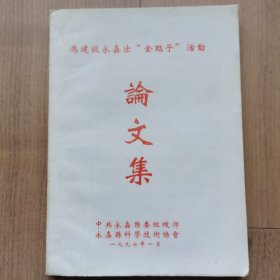 為建設永嘉出“金點子”活動
論
文
集
中共永嘉縣委組織部
永嘉縣科學技術協會
一九九七年一月